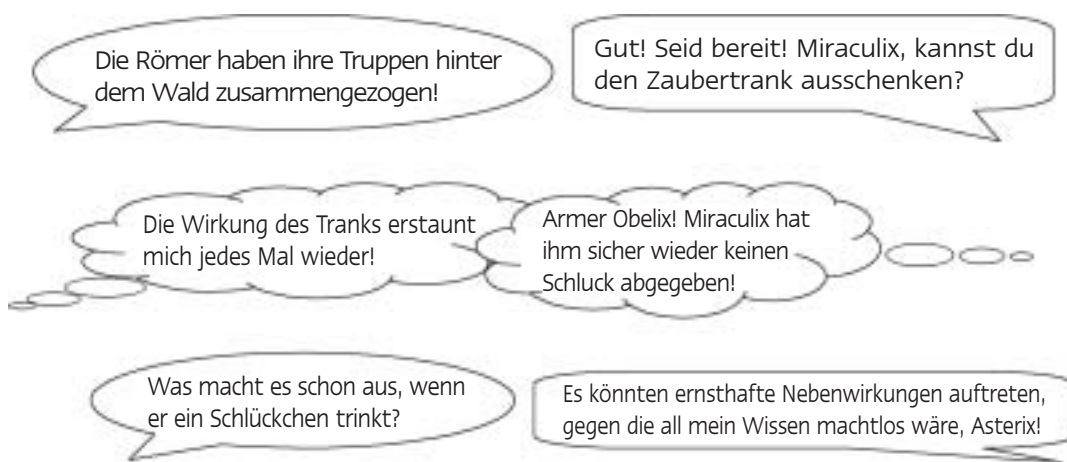 Die Römer haben ihre Truppen hinter
dem Wald zusammengezogen!
Gut! Seid bereit! Miraculix, kannst du
den Zaubertrank ausschenken?
Die Wirkung des Tranks erstaunt
mich jedes Mal wieder!
Armer Obelix! Miraculix hat
ihm sicher wieder keinen
Schluck abgegeben!
Was macht es schon aus, wenn
er ein Schlückchen trinkt?
Es könnten ernsthafte Nebenwirkungen auftreten,
gegen die all mein Wissen machtlos wäre, Asterix!